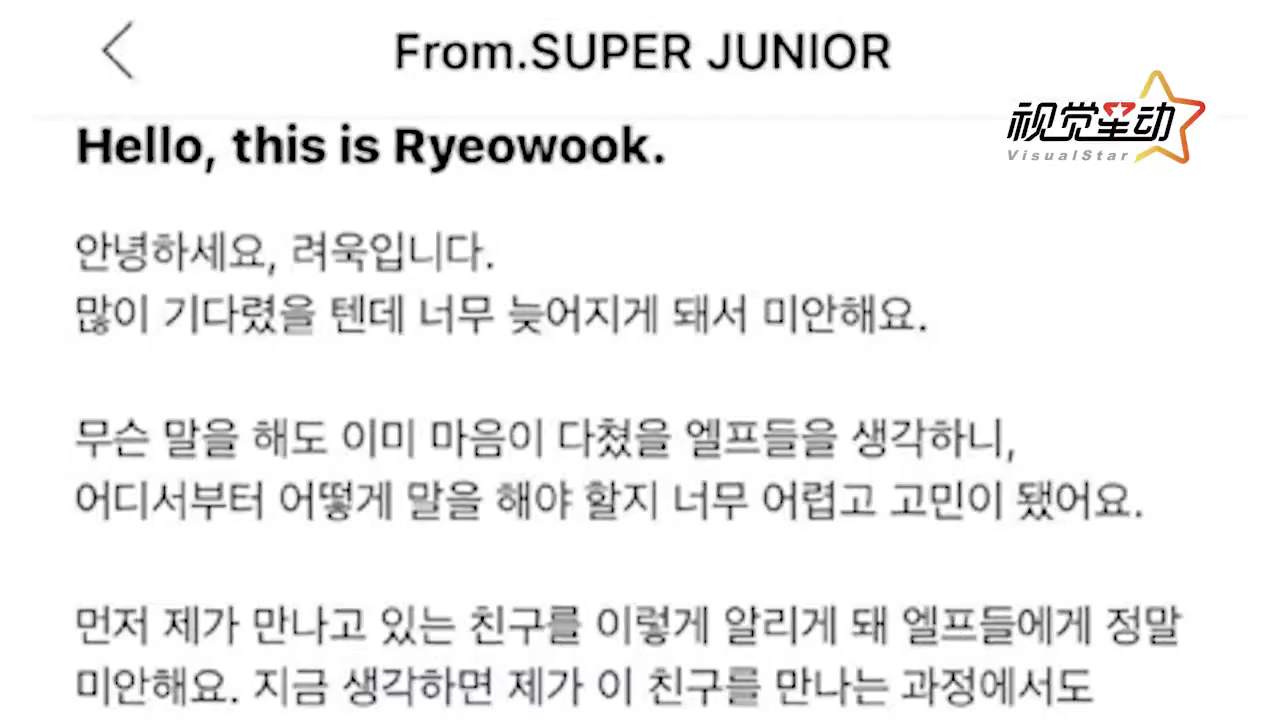 From.SUPER JUNIOR
视觉星动
VisualStar
Hello, this is Ryeowook.
안녕하세요, 려욱입니다.
많이 기다렸을 텐데 너무 늦어지게 돼서 미안해요.
무슨 말을 해도 이미 마음이 다쳤을 엘프들을 생각하니,
어디서부터 어떻게 말을 해야 할지 너무 어렵고 고민이 됐어요.
먼저 제가 만나고 있는 친구를 이렇게 알리게 돼 엘프들에게 정말
미안해요. 지금 생각하면 제가 이 친구를 만나는 과정에서도